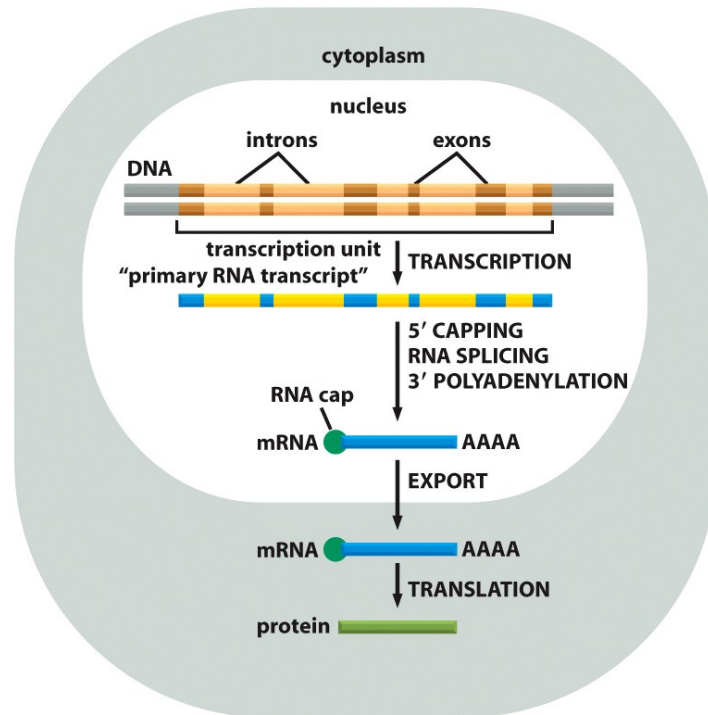 cytoplasm
nucleus
introns exons
DNA
transcription unit
“primary RNA transcript”
TRANSCRIPTION
5′ CAPPING
RNA SPLICING
3′ POLYADENYLATION
RNA cap
mRNA AAAA
EXPORT
mRNA AAAA
TRANSLATION
protein